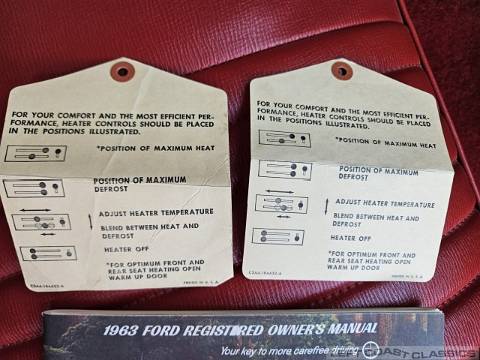 FOR YOUR COMFORT AND THE MOST EFFICIENT PER-
FORMANCE, HEATER CONTROLS SHOULD BE PLACED
IN THE POSITIONS ILLUSTRATED.
*POSITION OF MAXIMUM HEAT
POSITION OF MAXIMUM
DEFROST
ADJUST HEATER TEMPERATURE
BLEND BETWEEN HEAT AND
DEFROST
HEATER OFF
*FOR OPTIMUM FRONT AND
REAR SEAT HEATING OPEN
WARM UP DOOR
PRINTED IN U.S.A.
FOR YOUR COMFORT AND THE MOST EFFICIENT PER-
FORMANCE, HEATER CONTROLS SHOULD BE PLACED
IN THE POSITIONS ILLUSTRATED.
*POSITION OF MAXIMUM HEAT
POSITION OF MAXIMUM
DEFROST
ADJUST HEATER TEMPERATURE
BLEND BETWEEN HEAT AND
DEFROST
HEATER OFF
*FOR OPTIMUM FRONT AND
REAR SEAT HEATING OPEN
WARM UP DOOR
PRINTED IN U.S.A.
1963 FORD REGISTERED OWNER'S MANUAL
Your key to more carefree driving
COAST CLASSICS